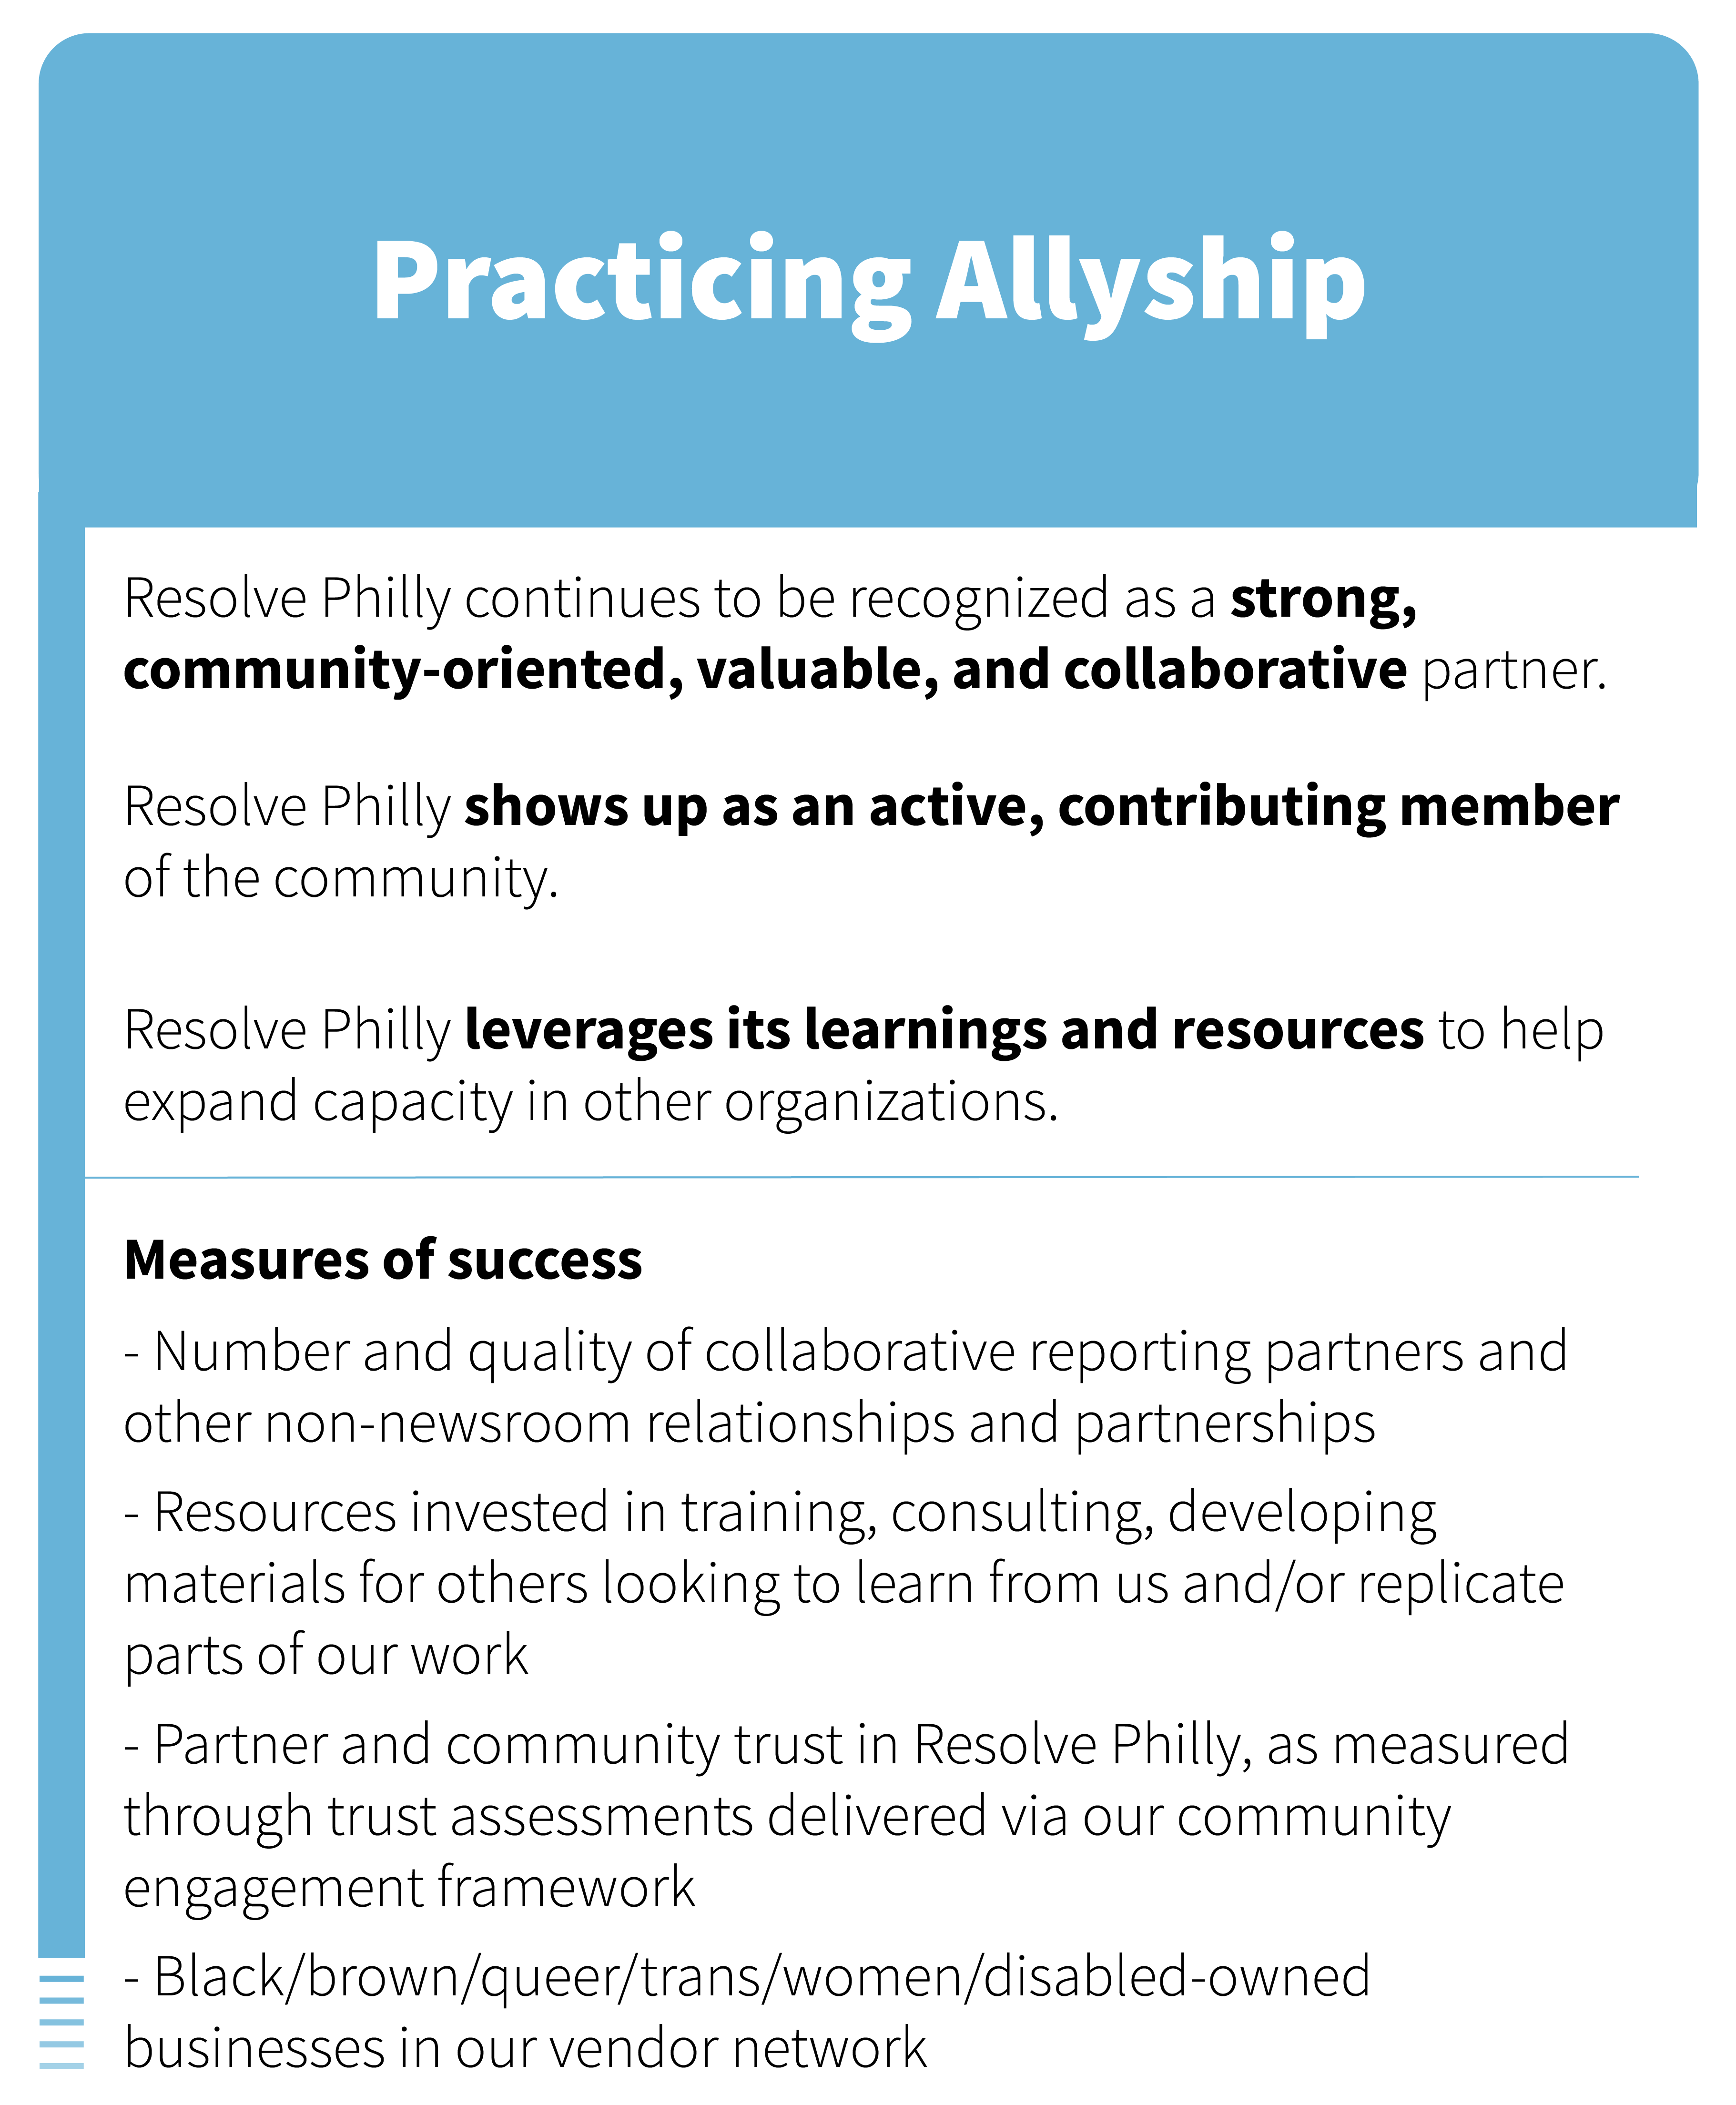 Practicing Allyship
Resolve Philly continues to be recognized as a strong,
community-oriented, valuable, and collaborative partner.
Resolve Philly shows up as an active, contributing member
of the community.
Resolve Philly leverages its learnings and resources to help
expand capacity in other organizations.
Measures of success
- Number and quality of collaborative reporting partners and
other non-newsroom relationships and partnerships
- Resources invested in training, consulting, developing
materials for others looking to learn from us and/or replicate
parts of our work
- Partner and community trust in Resolve Philly, as measured
through trust assessments delivered via our community
engagement framework
- Black/brown/queer/trans/women/disabled-owned
businesses in our vendor network